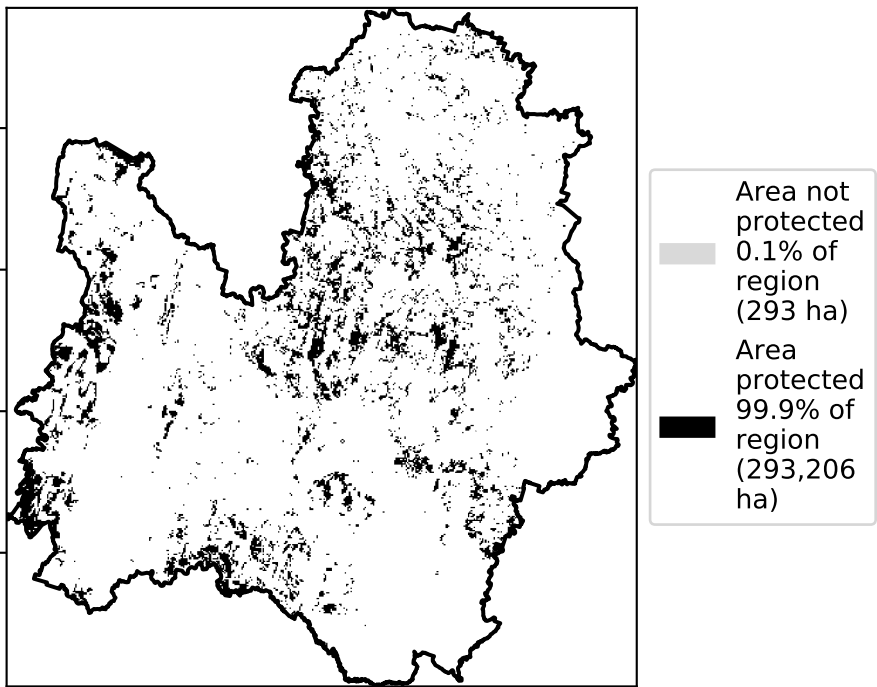 Area not
protected
0.1% of
region
(293 ha)
Area
protected
99.9% of
region
(293,206
ha)